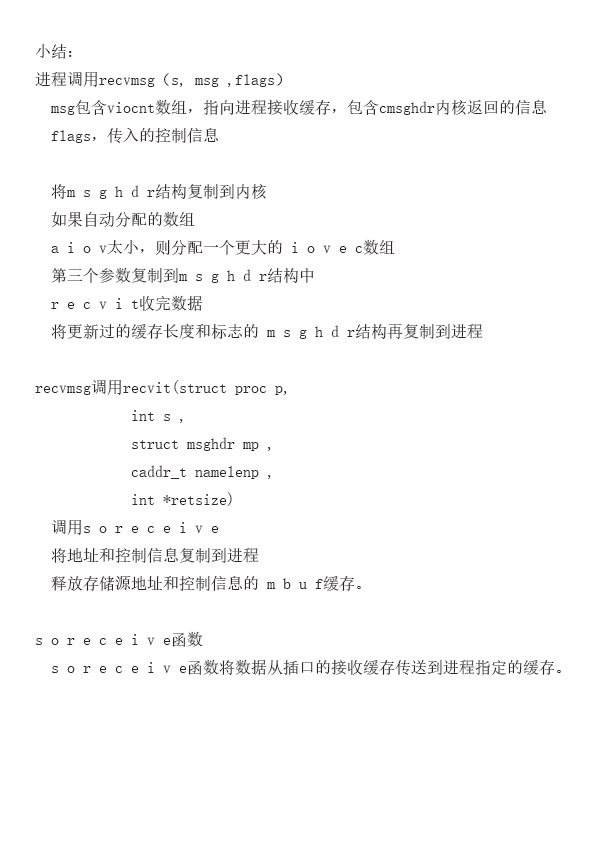 小结：
进程调用recvmsg（s, msg ,flags）
msg包含viocnt数组，指向进程接收缓存，包含cmsghdr内核返回的信息
flags，传入的控制信息
将m s g h d r结构复制到内核
如果自动分配的数组
a i o v太小，则分配一个更大的 i o v e c数组
第三个参数复制到m s g h d r结构中
r e c v i t收完数据
将更新过的缓存长度和标志的 m s g h d r结构再复制到进程
recvmsg调用recvit(struct proc p,
int s ,
struct msghdr mp ,
caddr_t namelenp ,
int *retsize)
调用s o r e c e i v e
将地址和控制信息复制到进程
释放存储源地址和控制信息的 m b u f缓存。
s o r e c e i v e函数
s o r e c e i v e函数将数据从插口的接收缓存传送到进程指定的缓存。